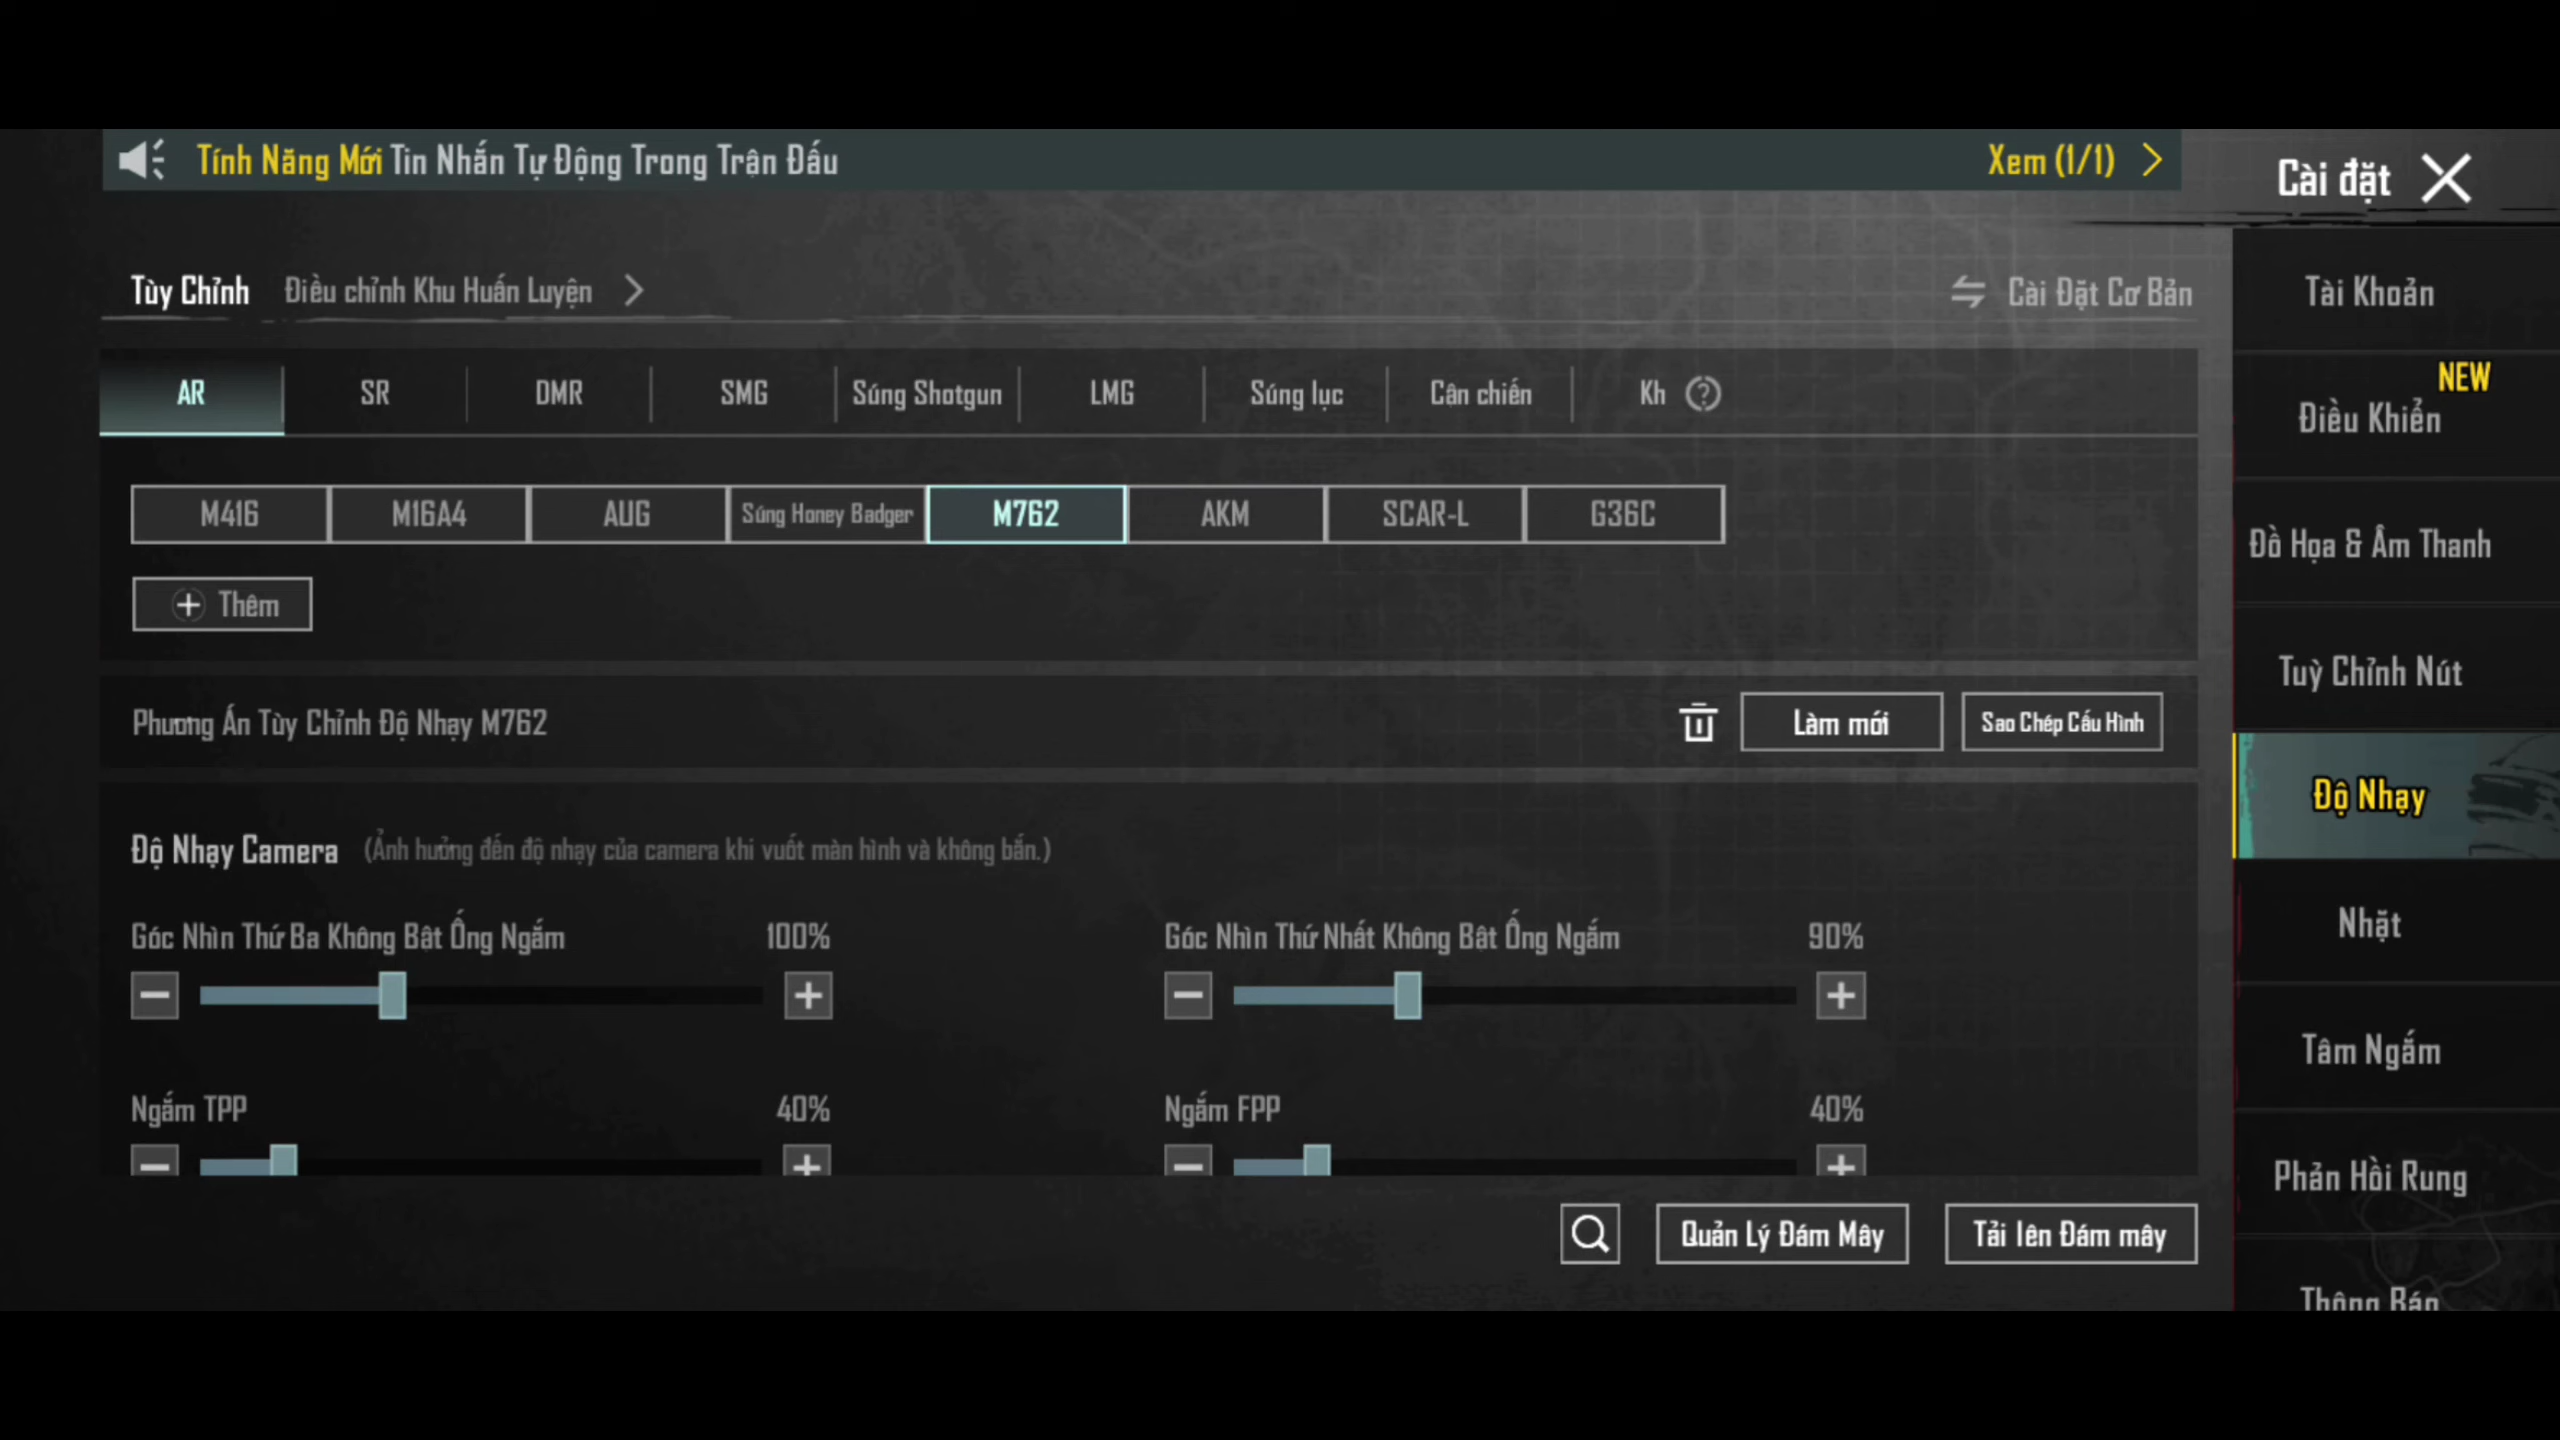 Tính Năng Mới Tin Nhắn Tự Động Trong Trận Đấu
Xem (1/1)
Cài đặt
Tùy Chỉnh
Điều chỉnh Khu Huấn Luyện
Cài Đặt Cơ Bản
AR
SR
DMR
SMG
Súng Shotgun
LMG
Súng lục
Cận chiến
Kh
M416
M16A4
AUG
Súng Honey Badger
M762
AKM
SCAR-L
G36C
Thêm
Phương Án Tùy Chỉnh Độ Nhạy M762
Làm mới
Sao Chép Cấu Hình
Độ Nhạy Camera (Ảnh hưởng đến độ nhạy của camera khi vuốt màn hình và không bắn.)
Góc Nhìn Thứ Ba Không Bật Ống Ngắm
100%
Góc Nhìn Thứ Nhất Không Bật Ống Ngắm
90%
Ngắm TPP
40%
Ngắm FPP
40%
Quản Lý Đám Mây
Tải lên Đám mây
Tài Khoản
NEW
Điều Khiển
Đồ Họa & Âm Thanh
Tuỳ Chỉnh Nút
Độ Nhạy
Nhặt
Tâm Ngắm
Phản Hồi Rung
Thông Báo